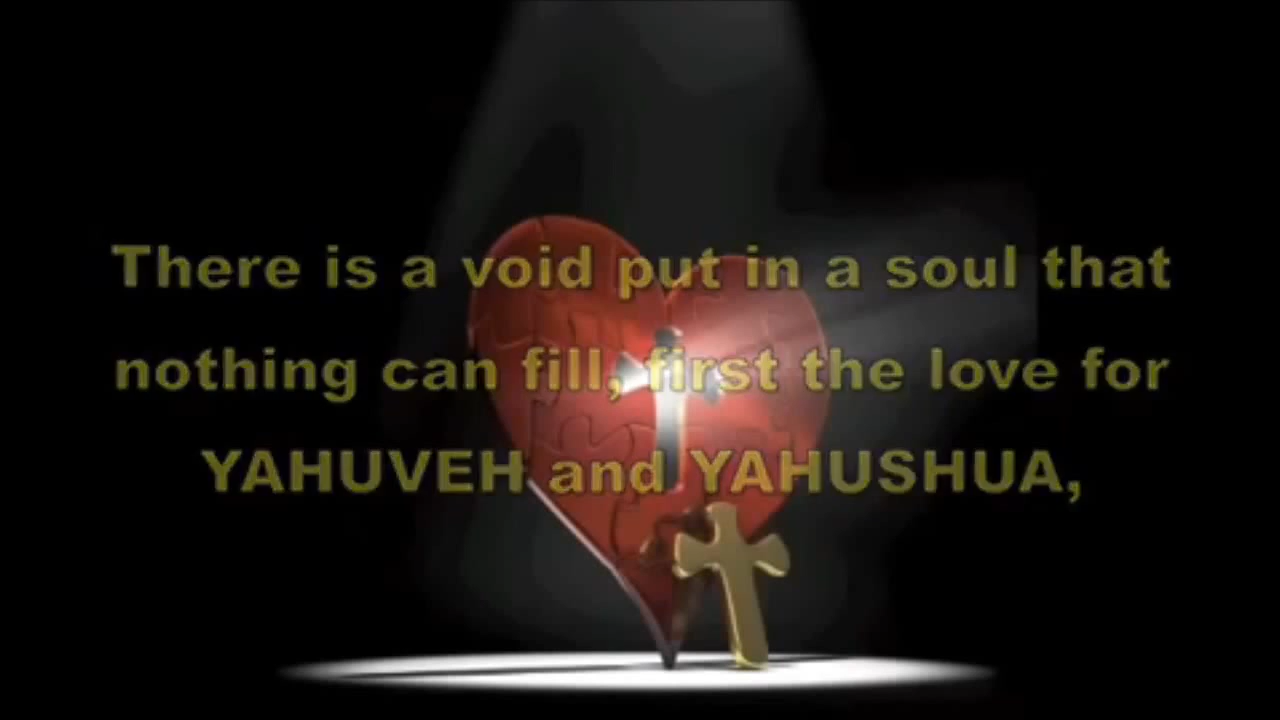 There is a void put in a soul that
nothing can fill, first the love for
YAHUVEH and YAHUSHUA,